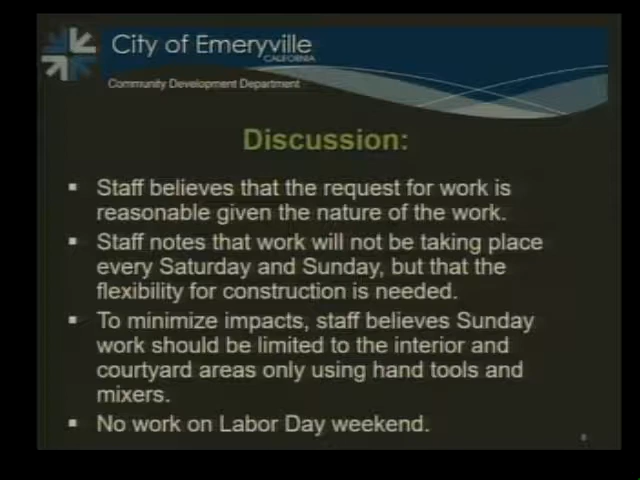 City of Emeryville
CALIFORNIA
Community Development Department
Discussion:
▪ Staff believes that the request for work is
reasonable given the nature of the work.
▪ Staff notes that work will not be taking place
every Saturday and Sunday, but that the
flexibility for construction is needed.
▪ To minimize impacts, staff believes Sunday
work should be limited to the interior and
courtyard areas only using hand tools and
mixers.
▪ No work on Labor Day weekend.